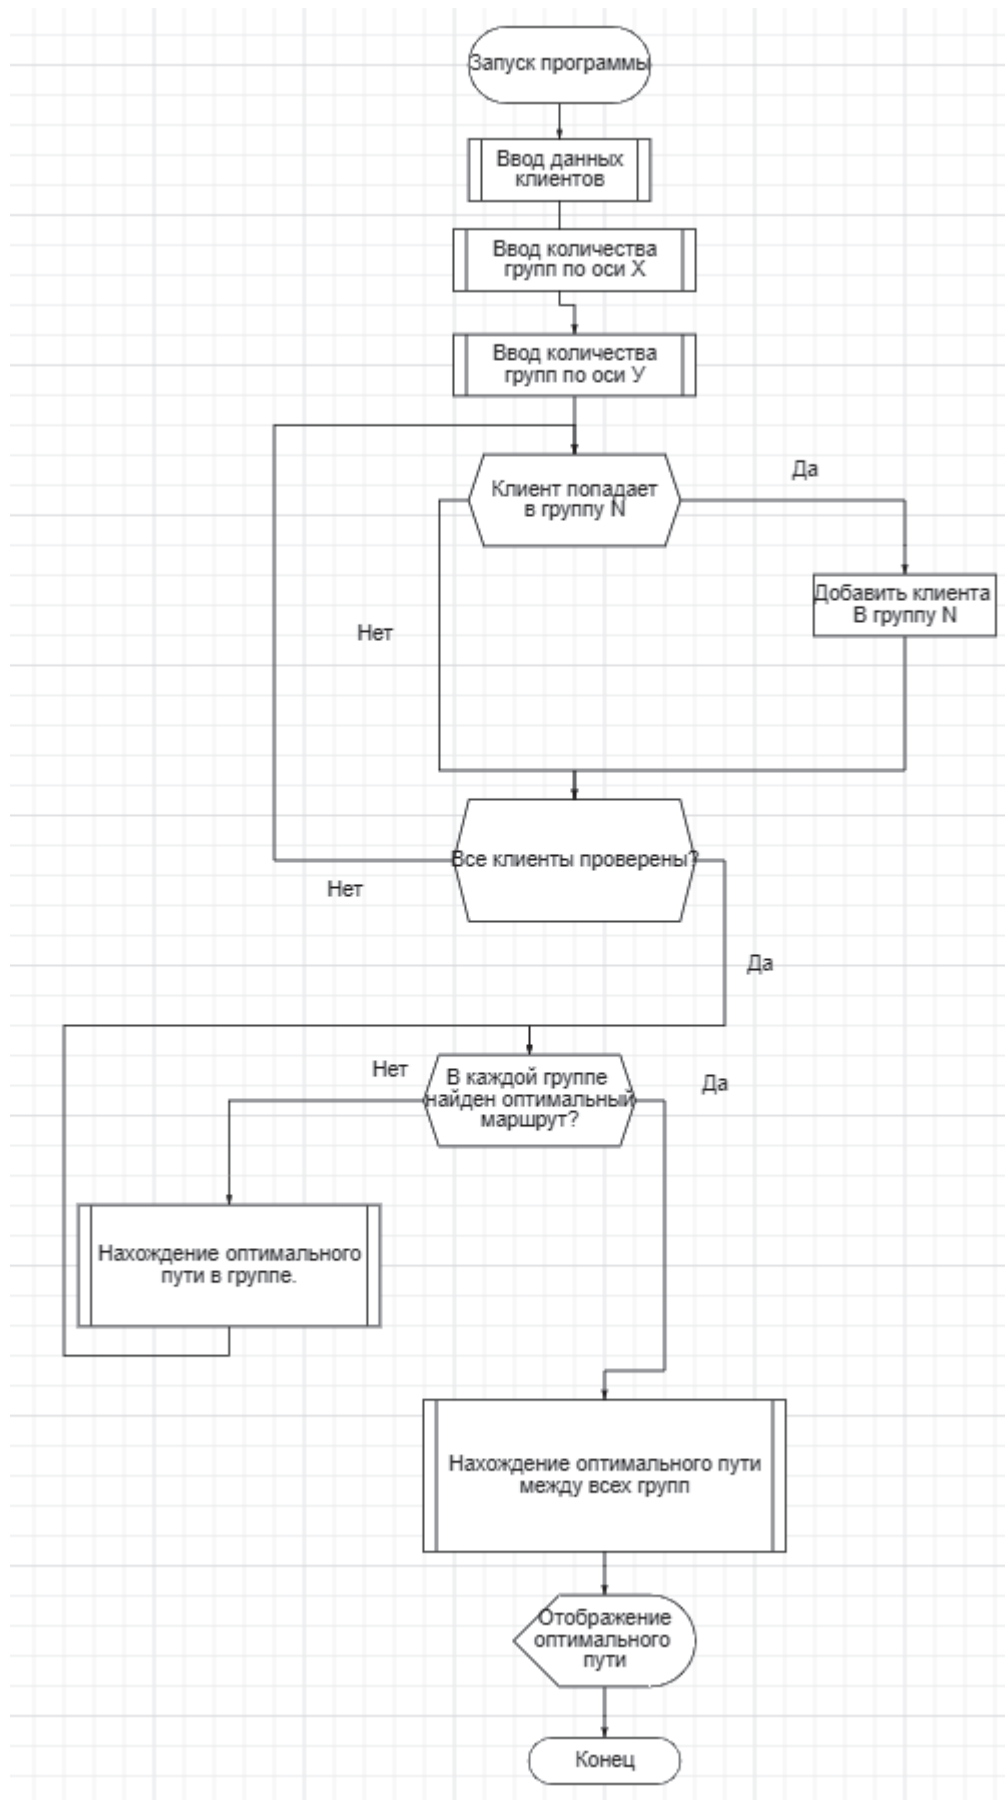 Запуск программы
Ввод данных
клиентов
Ввод количества
групп по оси X
Ввод количества
групп по оси У
Клиент попадает
в группу N
Да
Добавить клиента
В группу N
Нет
Все клиенты проверены?
Нет
Да
Нет
В каждой группе
найден оптимальный
маршрут?
Да
Нахождение оптимального
пути в группе.
Нахождение оптимального пути
между всех групп
Отображение
оптимального
пути
Конец